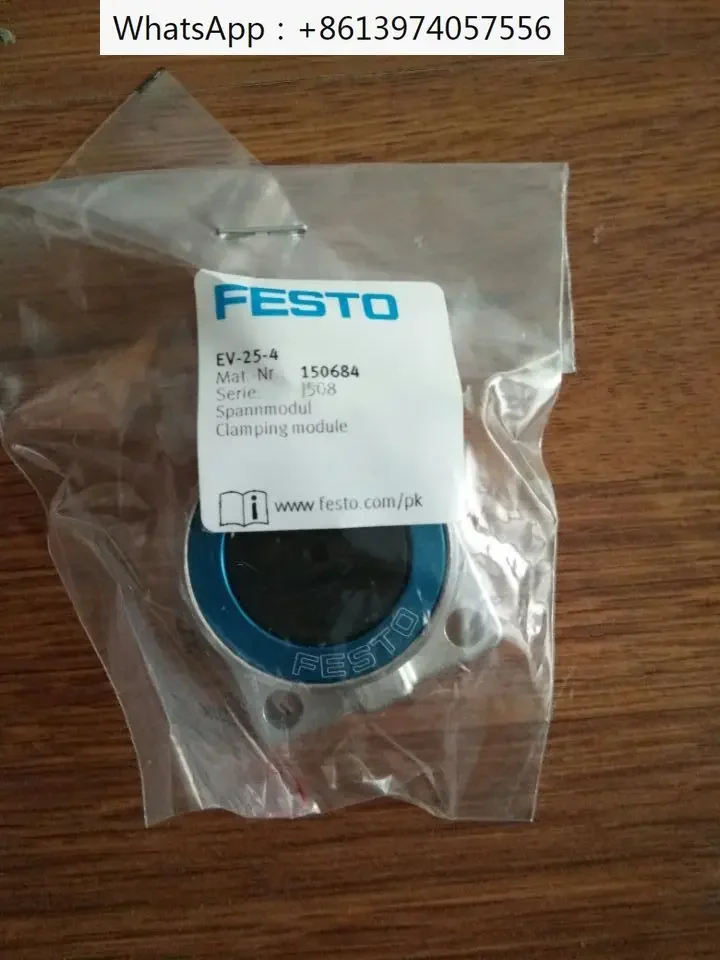 WhatsApp：+8613974057556
FESTO
EV-25-4
Mat. Nr.: 150684
Serie: J508
Spannmodul
Clamping module
i www.festo.com/pk
FESTO